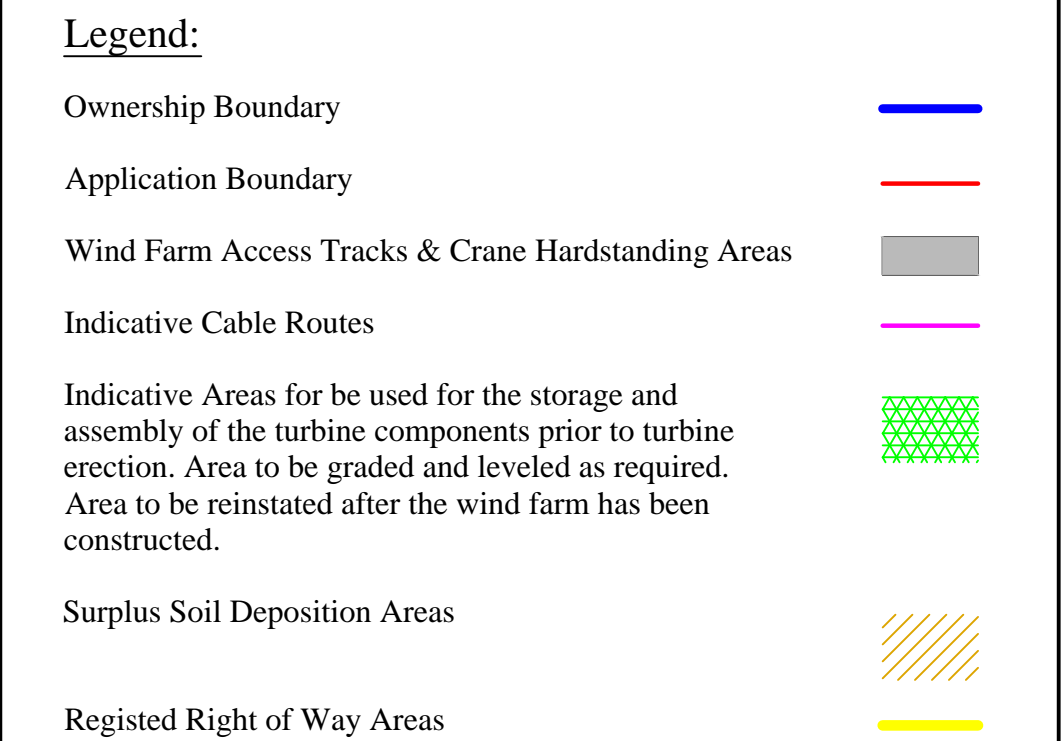 Legend:
Ownership Boundary
Application Boundary
Wind Farm Access Tracks & Crane Hardstanding Areas
Indicative Cable Routes
Indicative Areas for be used for the storage and
assembly of the turbine components prior to turbine
erection. Area to be graded and leveled as required.
Area to be reinstated after the wind farm has been
constructed.
Surplus Soil Deposition Areas
Registed Right of Way Areas